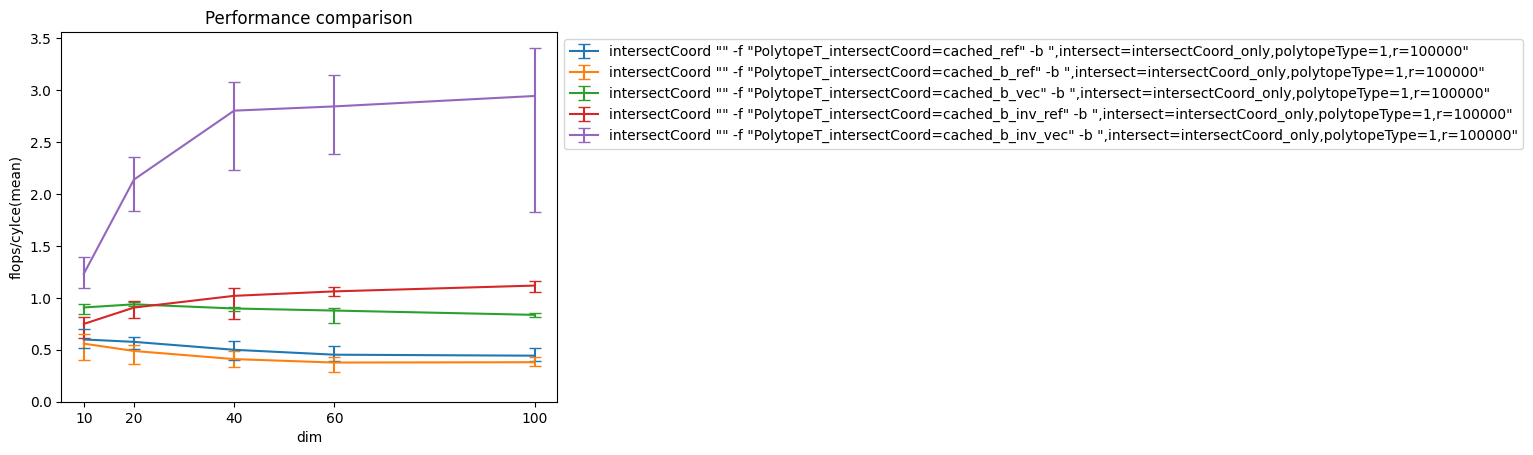 Performance comparison
3.5
3.0
2.5
2.0
1.5
1.0
0.5
0.0
flops/cylce(mean)
10 20 40 60 100
dim
intersectCoord "" -f "PolytopeT_intersectCoord=cached_ref" -b ",intersect=intersectCoord_only,polytopeType=1,r=100000"
intersectCoord "" -f "PolytopeT_intersectCoord=cached_b_ref" -b ",intersect=intersectCoord_only,polytopeType=1,r=100000"
intersectCoord "" -f "PolytopeT_intersectCoord=cached_b_vec" -b ",intersect=intersectCoord_only,polytopeType=1,r=100000"
intersectCoord "" -f "PolytopeT_intersectCoord=cached_b_inv_ref" -b ",intersect=intersectCoord_only,polytopeType=1,r=100000"
intersectCoord "" -f "PolytopeT_intersectCoord=cached_b_inv_vec" -b ",intersect=intersectCoord_only,polytopeType=1,r=100000"